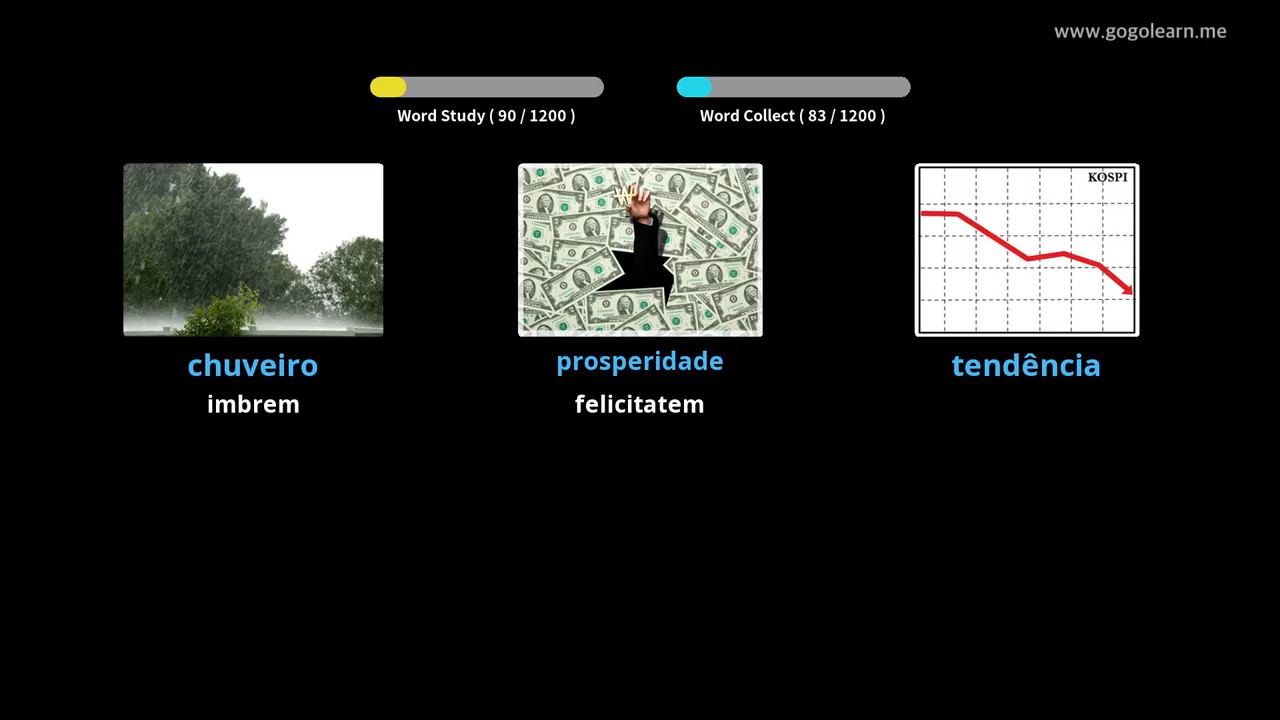 www.gogolearn.me
Word Study ( 90 / 1200 )
Word Collect ( 83 / 1200 )
KOSPI
chuveiro
prosperidade
tendência
imbrem
felicitatem